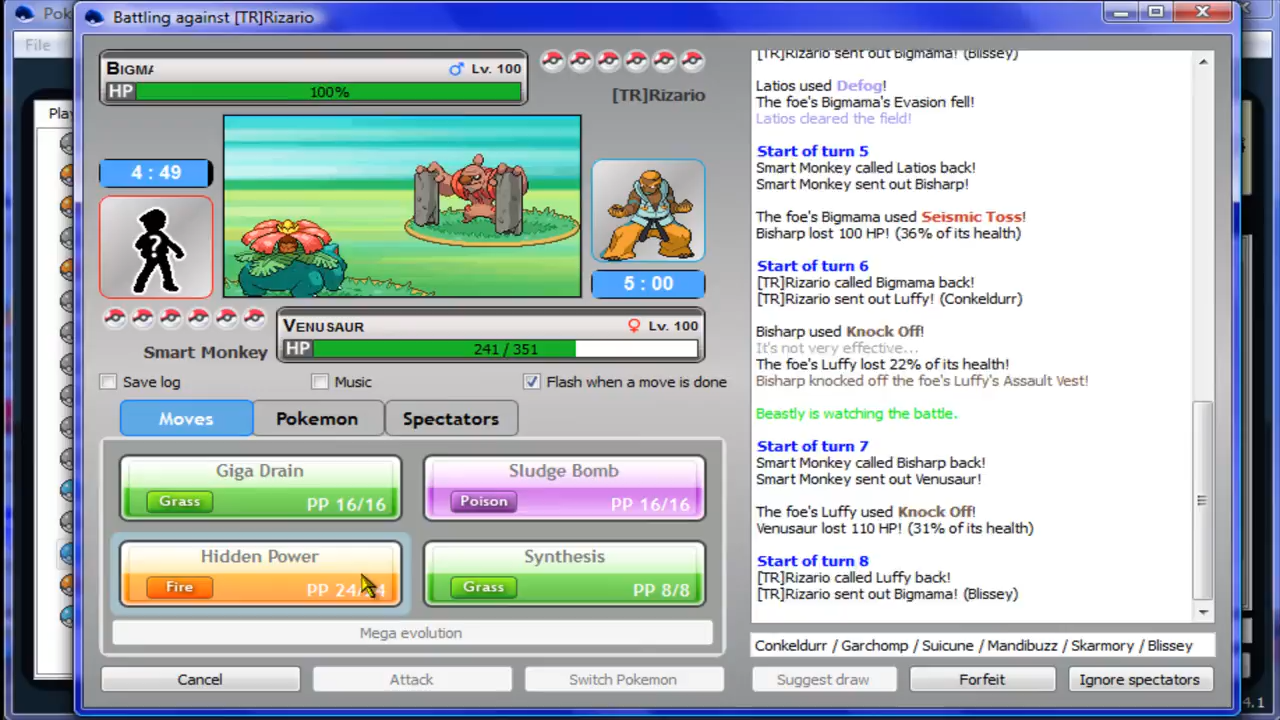 Pok
Battling against [TR]Rizario
File
Play
BIGMA
Lv. 100
HP
100%
[TR]Rizario
4 : 49
5 : 00
VENUSAUR
Lv. 100
HP
241 / 351
Smart Monkey
Save log
Music
Flash when a move is done
Moves
Pokemon
Spectators
Giga Drain
Grass
PP 16/16
Sludge Bomb
Poison
PP 16/16
Hidden Power
Fire
PP 24/
Synthesis
Grass
PP 8/8
Mega evolution
Cancel
Attack
Switch Pokemon
[TR]Rizario sent out Bigmama! (Blissey)
Latios used Defog!
The foe's Bigmama's Evasion fell!
Latios cleared the field!
Start of turn 5
Smart Monkey called Latios back!
Smart Monkey sent out Bisharp!
The foe's Bigmama used Seismic Toss!
Bisharp lost 100 HP! (36% of its health)
Start of turn 6
[TR]Rizario called Bigmama back!
[TR]Rizario sent out Luffy! (Conkeldurr)
Bisharp used Knock Off!
It's not very effective...
The foe's Luffy lost 22% of its health!
Bisharp knocked off the foe's Luffy's Assault Vest!
Beastly is watching the battle.
Start of turn 7
Smart Monkey called Bisharp back!
Smart Monkey sent out Venusaur!
The foe's Luffy used Knock Off!
Venusaur lost 110 HP! (31% of its health)
Start of turn 8
[TR]Rizario called Luffy back!
[TR]Rizario sent out Bigmama! (Blissey)
Conkeldurr / Garchomp / Suicune / Mandibuzz / Skarmory / Blissey
Suggest draw
Forfeit
Ignore spectators
4.1